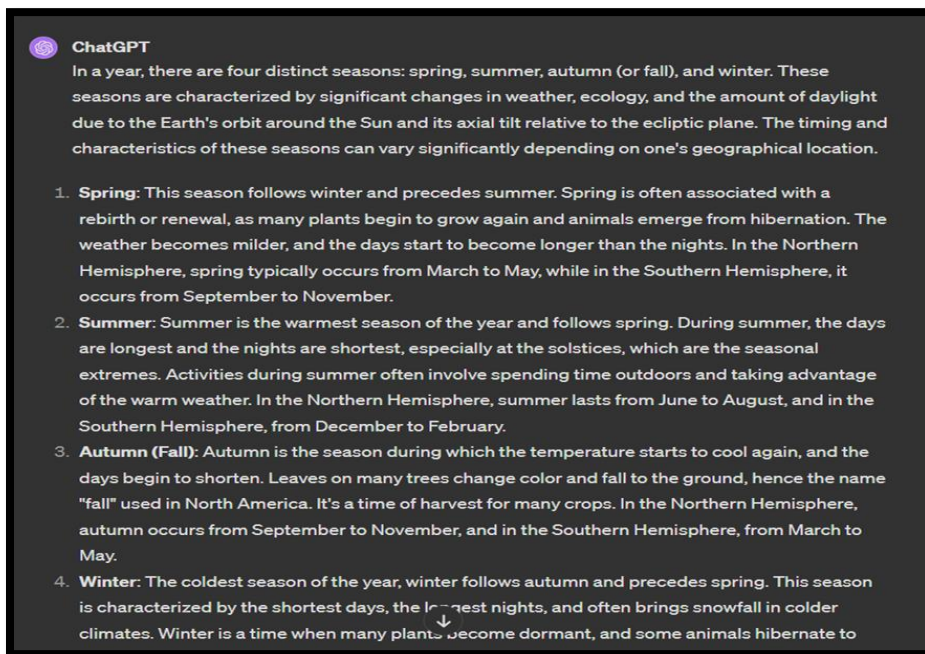 ChatGPT
In a year, there are four distinct seasons: spring, summer, autumn (or fall), and winter. These
seasons are characterized by significant changes in weather, ecology, and the amount of daylight
due to the Earth's orbit around the Sun and its axial tilt relative to the ecliptic plane. The timing and
characteristics of these seasons can vary significantly depending on one's geographical location.
1. Spring: This season follows winter and precedes summer. Spring is often associated with a
rebirth or renewal, as many plants begin to grow again and animals emerge from hibernation. The
weather becomes milder, and the days start to become longer than the nights. In the Northern
Hemisphere, spring typically occurs from March to May, while in the Southern Hemisphere, it
occurs from September to November.
2. Summer: Summer is the warmest season of the year and follows spring. During summer, the days
are longest and the nights are shortest, especially at the solstices, which are the seasonal
extremes. Activities during summer often involve spending time outdoors and taking advantage
of the warm weather. In the Northern Hemisphere, summer lasts from June to August, and in the
Southern Hemisphere, from December to February.
3. Autumn (Fall): Autumn is the season during which the temperature starts to cool again, and the
days begin to shorten. Leaves on many trees change color and fall to the ground, hence the name
"fall" used in North America. It's a time of harvest for many crops. In the Northern Hemisphere,
autumn occurs from September to November, and in the Southern Hemisphere, from March to
May.
4. Winter: The coldest season of the year, winter follows autumn and precedes spring. This season
is characterized by the shortest days, the longest nights, and often brings snowfall in colder
climates. Winter is a time when many plants become dormant, and some animals hibernate to